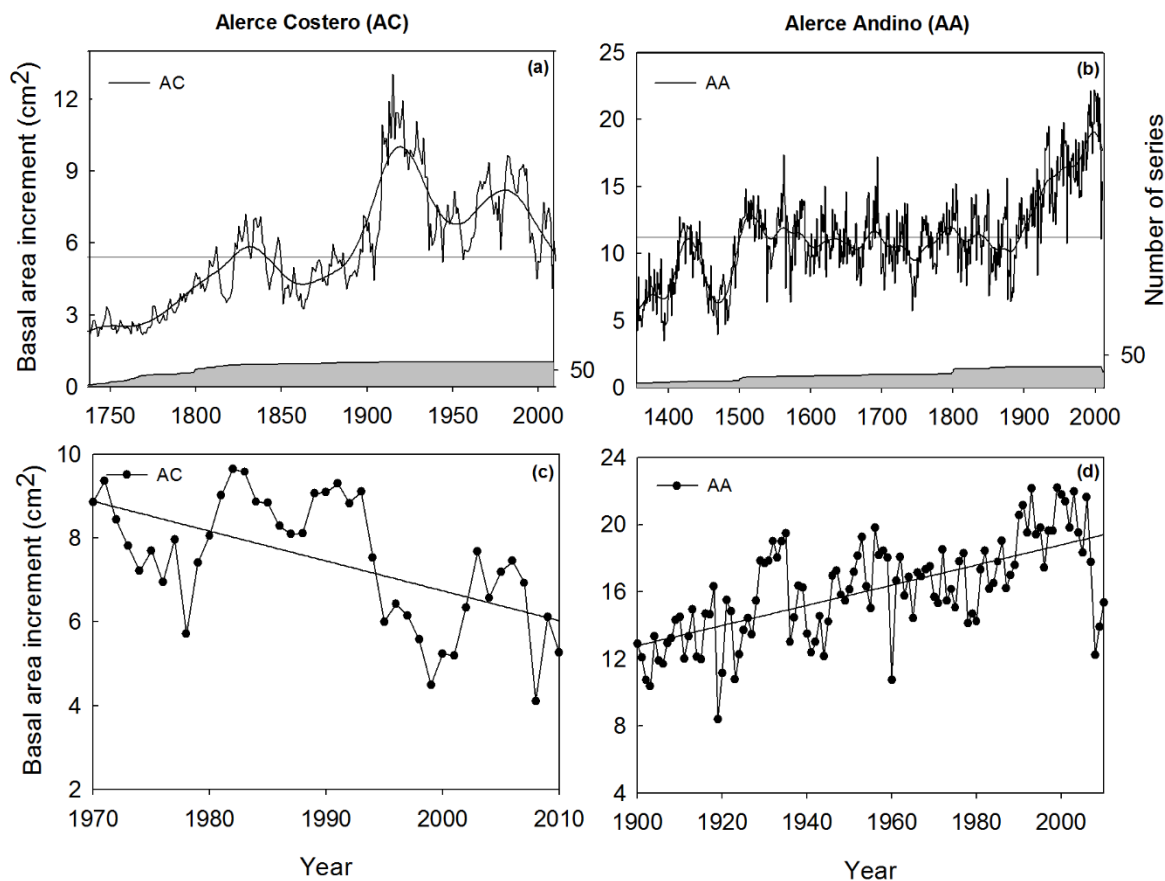 Alerce Costero (AC)
Alerce Andino (AA)
Basal area increment (cm2)
AC
(a)
12
9
6
3
0
50
1750 1800 1850 1900 1950 2000
AA
(b)
25
20
15
10
5
0
50
Number of series
1400 1500 1600 1700 1800 1900 2000
Basal area increment (cm2)
AC
(c)
10
8
6
4
2
1970 1980 1990 2000 2010
Year
AA
(d)
24
20
16
12
8
4
1900 1920 1940 1960 1980 2000
Year